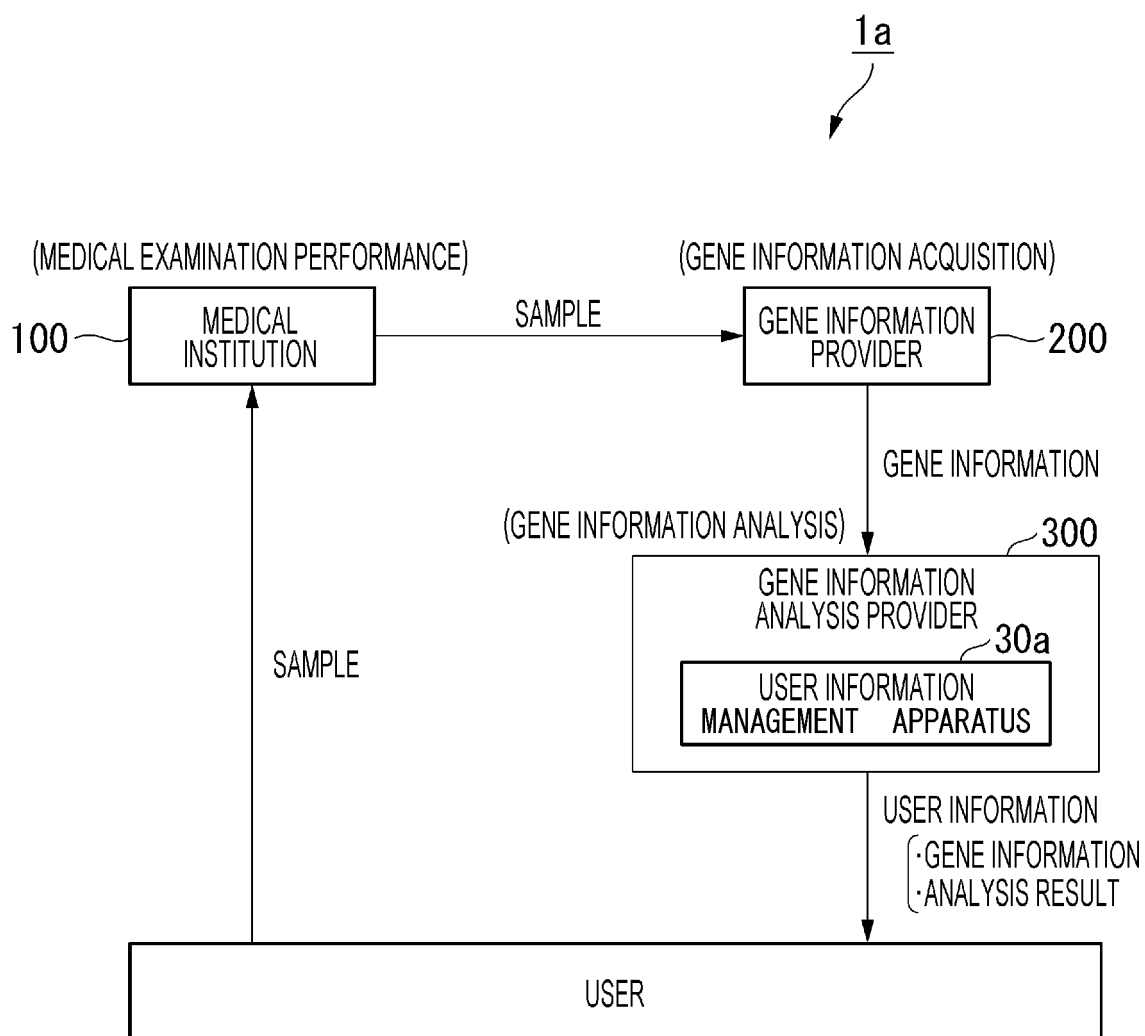 1a
(MEDICAL EXAMINATION PERFORMANCE)
(GENE INFORMATION ACQUISITION)
100
MEDICAL
INSTITUTION
SAMPLE
GENE INFORMATION
PROVIDER
200
GENE INFORMATION
(GENE INFORMATION ANALYSIS)
300
GENE INFORMATION
ANALYSIS PROVIDER
30a
USER INFORMATION
MANAGEMENT APPARATUS
SAMPLE
USER INFORMATION
·GENE INFORMATION
·ANALYSIS RESULT
USER